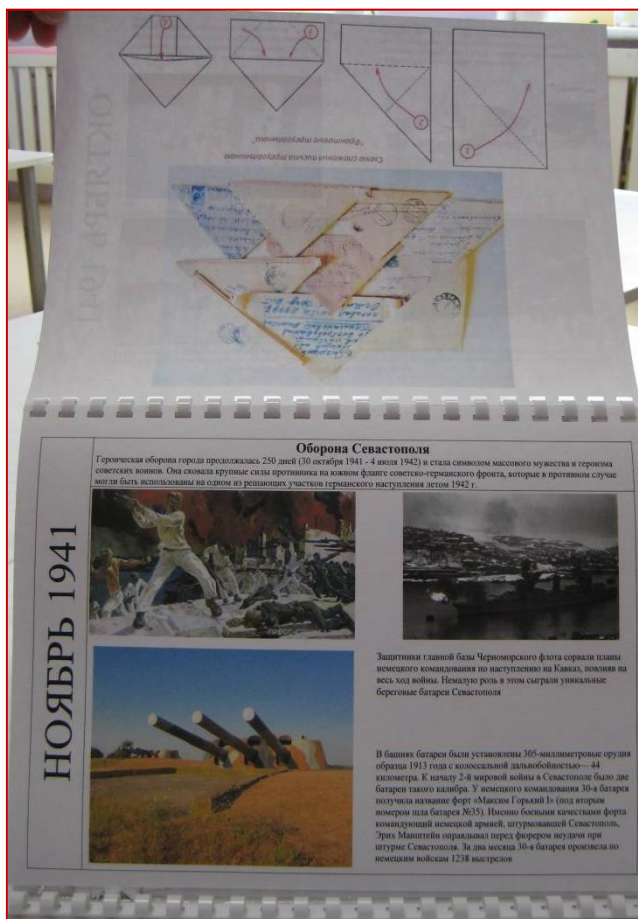 Схема сложения письма треугольником
"Фронтовые треугольники"
1
2
3
4
Оборона Севастополя
Героическая оборона города продолжалась 250 дней (30 октября 1941 - 4 июля 1942) и стала символом массового мужества и героизма
советских воинов. Она сковала крупные силы противника на южном фланге советско-германского фронта, которые в противном случае
могли быть использованы на одном из решающих участков германского наступления летом 1942 г.
НОЯБРЬ 1941
Защитники главной базы Черноморского флота сорвали планы
немецкого командования по наступлению на Кавказ, повлияв на
весь ход войны. Немалую роль в этом сыграли уникальные
береговые батареи Севастополя
В башнях батареи были установлены 305-миллиметровые орудия
образца 1913 года с колоссальной дальнобойностью— 44
километра. К началу 2-й мировой войны в Севастополе было две
батареи такого калибра. У немецкого командования 30-я батарея
получила название форт «Максим Горький I» (под вторым
номером шла батарея №35). Именно боевыми качествами форта
командующий немецкой армией, штурмовавшей Севастополь,
Эрих Манштейн оправдывал перед фюрером неудачи при
штурме Севастополя. За два месяца 30-я батарея произвела по
немецким войскам 1238 выстрелов